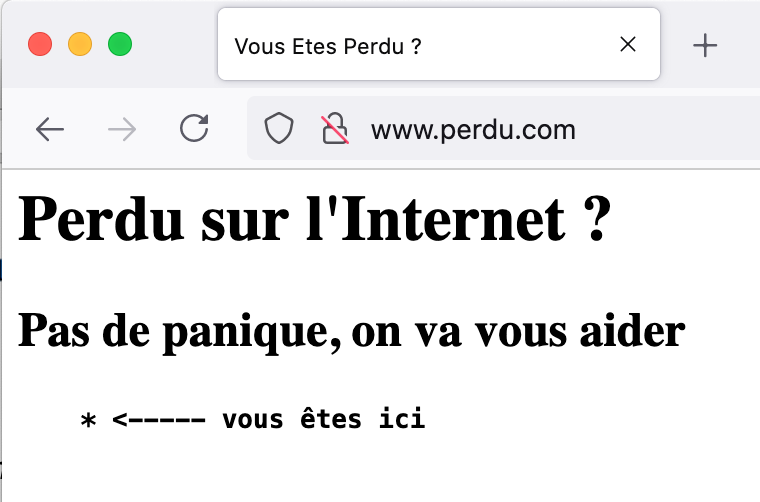 Vous Etes Perdu ?
www.perdu.com
Perdu sur l'Internet ?
Pas de panique, on va vous aider
* <----- vous êtes ici